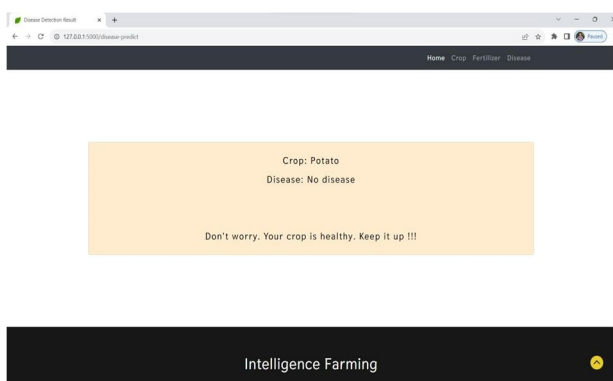 Disease Detection Result
127.0.0.1:5000/disease-predict
Paused
Home Crop Fertilizer Disease
Crop: Potato
Disease: No disease
Don't worry. Your crop is healthy. Keep it up !!!
Intelligence Farming